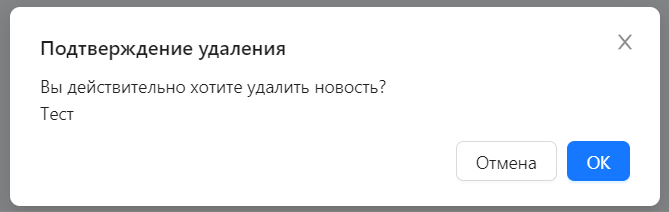 Подтверждение удаления
Вы действительно хотите удалить новость?
Тест
Отмена
OK